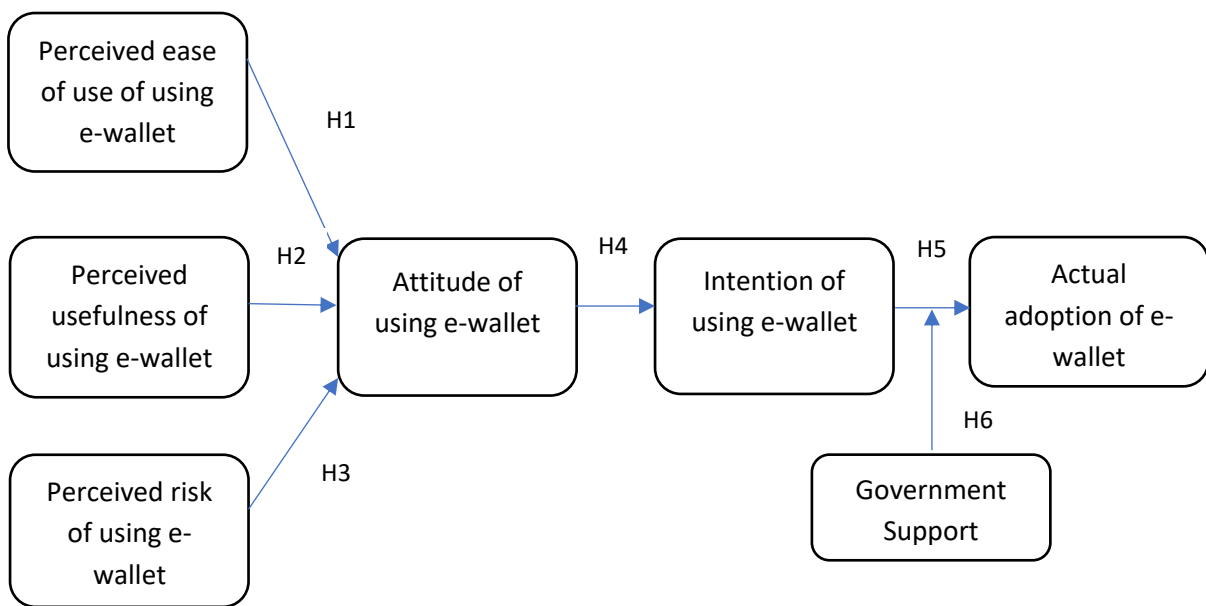 Perceived ease
of use of using
e-wallet
H1
Perceived
usefulness of
using e-wallet
H2
Perceived risk
of using e-
wallet
H3
Attitude of
using e-wallet
H4
Intention of
using e-wallet
H5
Actual
adoption of e-
wallet
H6
Government
Support